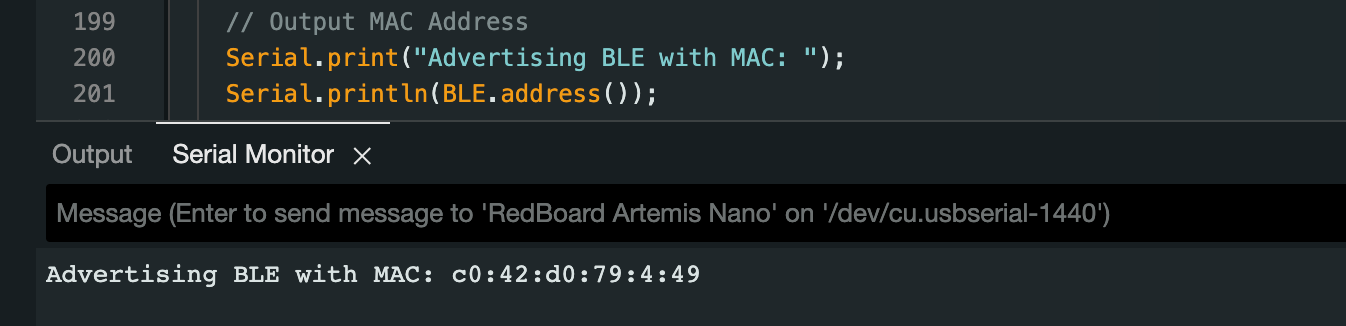 199 // Output MAC Address
200 Serial.print("Advertising BLE with MAC: ");
201 Serial.println(BLE.address());
Output Serial Monitor ×
Message (Enter to send message to 'RedBoard Artemis Nano' on '/dev/cu.usbserial-1440')
Advertising BLE with MAC: c0:42:d0:79:4:49